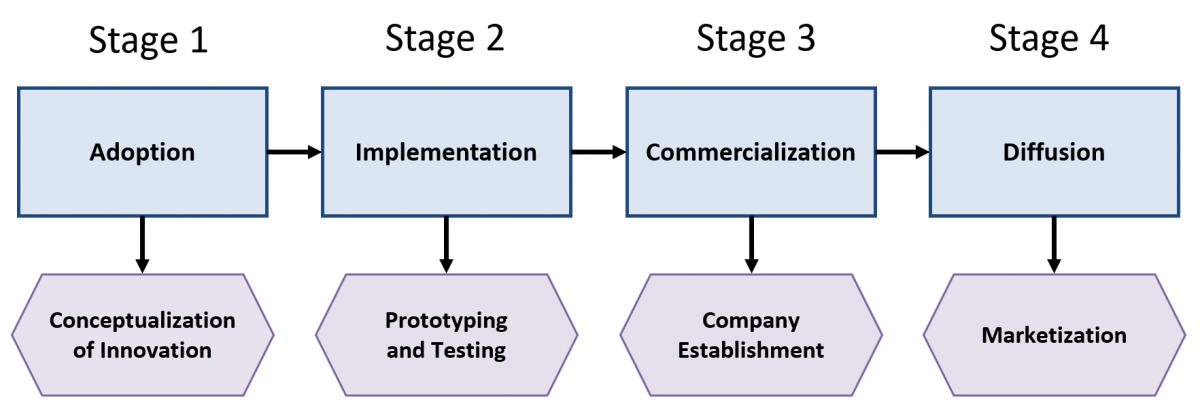 Stage 1
Stage 2
Stage 3
Stage 4
Adoption
Implementation
Commercialization
Diffusion
Conceptualization
of Innovation
Prototyping
and Testing
Company
Establishment
Marketization